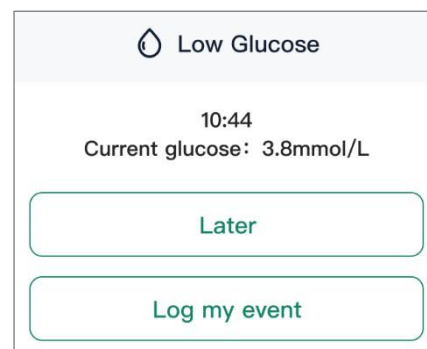 Low Glucose
10:44
Current glucose: 3.8mmol/L
Later
Log my event